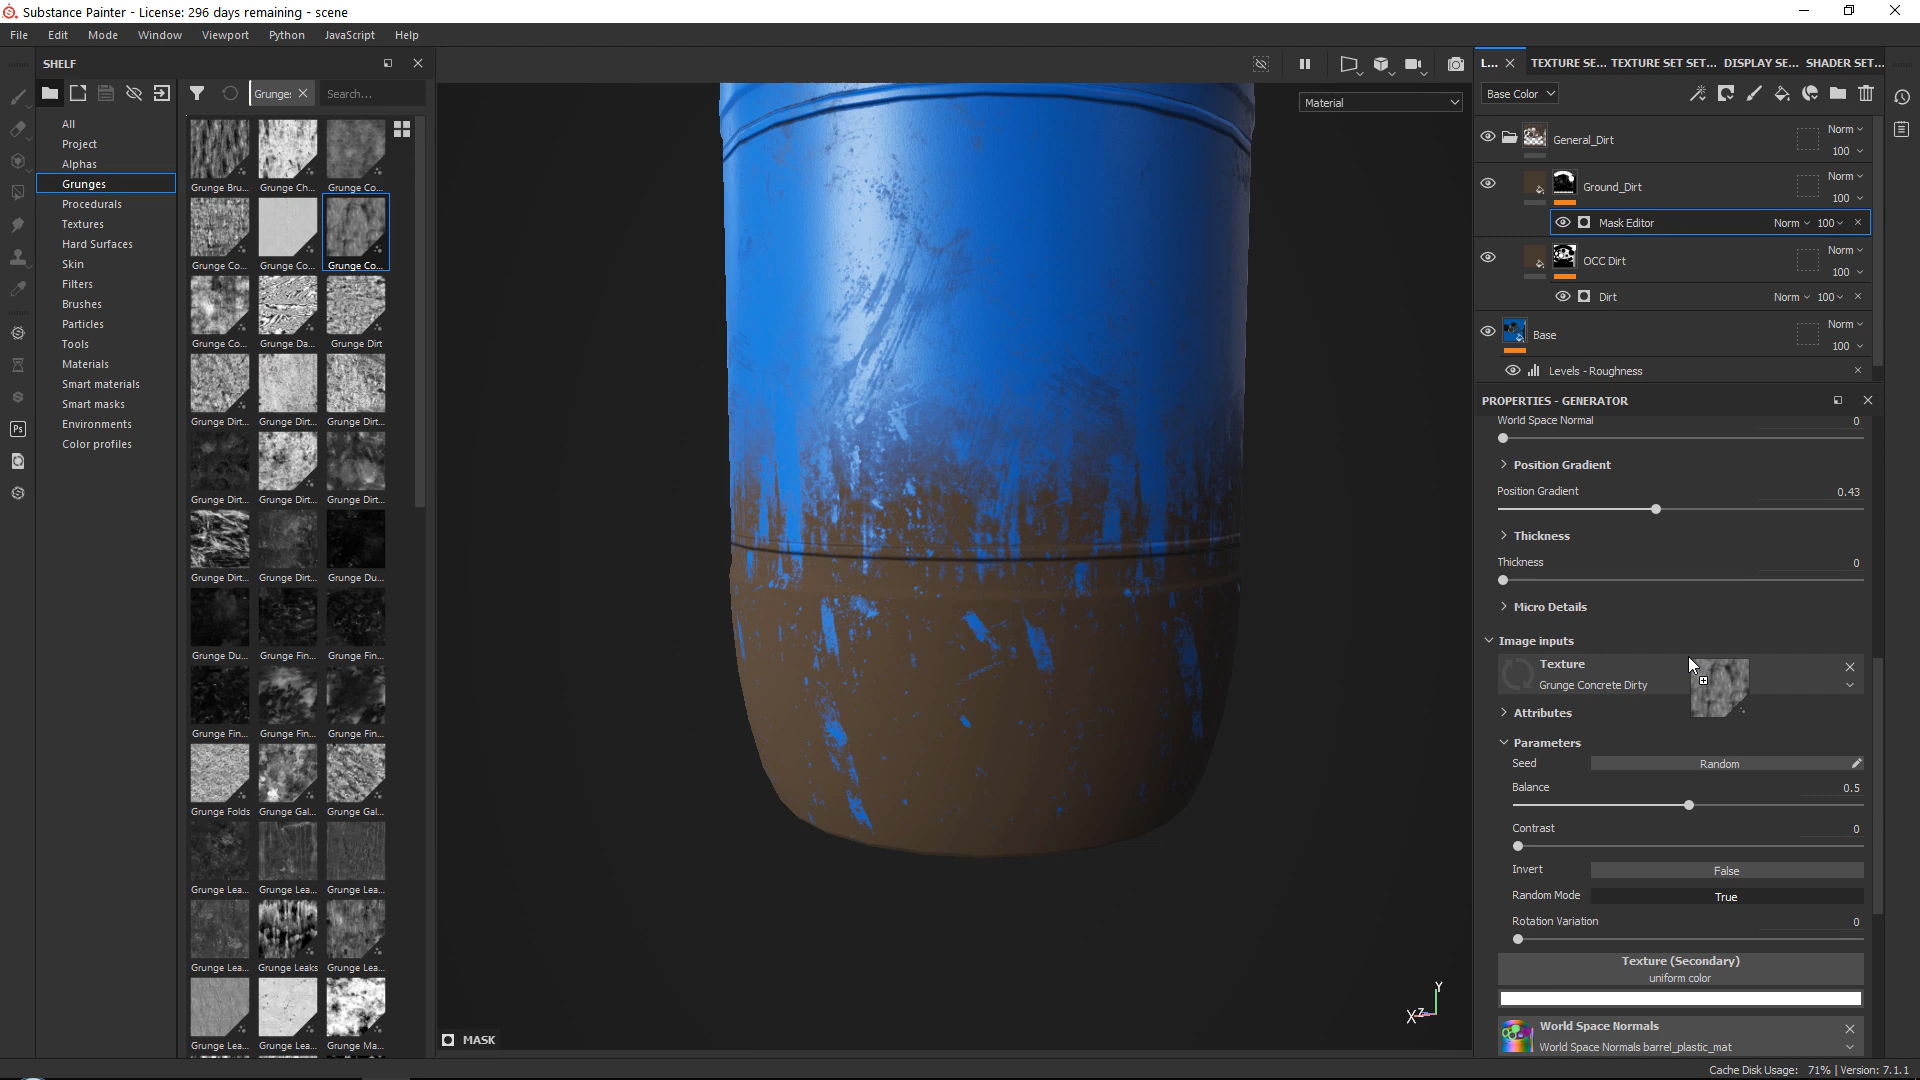 Substance Painter - License: 296 days remaining - scene
File Edit Mode Window Viewport Python JavaScript Help
SHELF
Grunge: Search...
All
Project
Alphas
Grunges
Procedurals
Textures
Hard Surfaces
Skin
Filters
Brushes
Particles
Tools
Materials
Smart materials
Smart masks
Environments
Color profiles
Grunge Bru... Grunge Ch... Grunge Co...
Grunge Co... Grunge Co... Grunge Co...
Grunge Co... Grunge Da... Grunge Dirt
Grunge Dirt... Grunge Dirt... Grunge Dirt...
Grunge Dirt... Grunge Dirt... Grunge Dirt...
Grunge Dirt... Grunge Dirt... Grunge Du...
Grunge Du... Grunge Fin... Grunge Fin...
Grunge Fin... Grunge Fin... Grunge Fin...
Grunge Folds Grunge Gal... Grunge Gal...
Grunge Lea... Grunge Lea... Grunge Lea...
Grunge Lea... Grunge Leaks Grunge Lea...
Grunge Lea... Grunge Lea... Grunge Ma...
Ps
Material
MASK
Y
X Z
L... TEXTURE SE... TEXTURE SET SET... DISPLAY SE... SHADER SET...
Base Color
General_Dirt Norm 100
Ground_Dirt Norm 100
Mask Editor Norm 100
OCC Dirt Norm 100
Dirt Norm 100
Base Norm 100
Levels - Roughness
PROPERTIES - GENERATOR
World Space Normal 0
Position Gradient
Position Gradient 0.43
Thickness
Thickness 0
Micro Details
Image inputs
Texture
Grunge Concrete Dirty
Attributes
Parameters
Seed Random
Balance 0.5
Contrast 0
Invert False
Random Mode True
Rotation Variation 0
Texture (Secondary)
uniform color
World Space Normals
World Space Normals barrel_plastic_mat
Cache Disk Usage: 71% | Version: 7.1.1